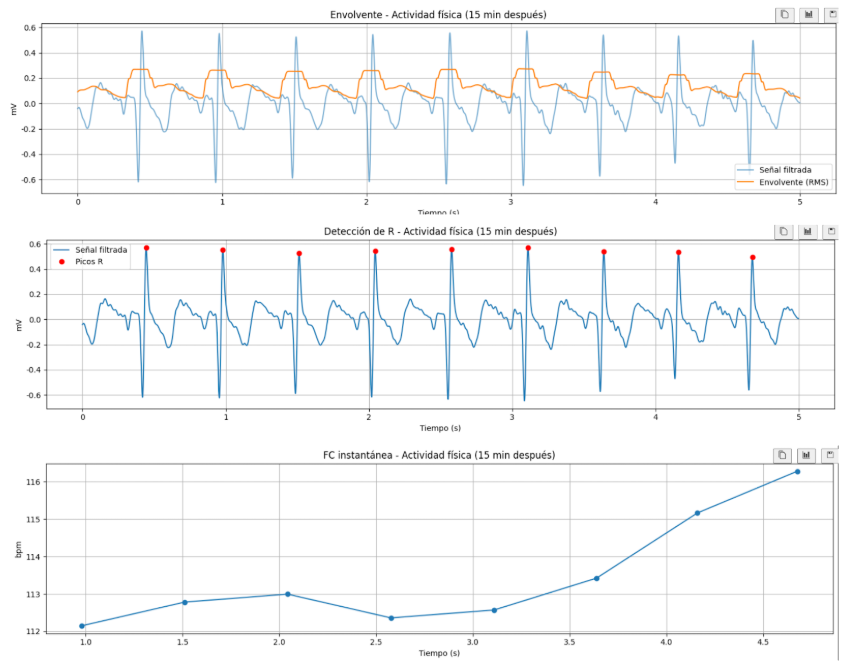 Envolvente - Actividad física (15 min después)
0.6
0.4
0.2
0.0
-0.2
-0.4
-0.6
mV
Señal filtrada
Envolvente (RMS)
0 1 2 3 4 5
Tiempo (s)
Detección de R - Actividad física (15 min después)
Señal filtrada
Picos R
0.6
0.4
0.2
0.0
-0.2
-0.4
-0.6
mV
0 1 2 3 4 5
Tiempo (s)
FC instantánea - Actividad física (15 min después)
116
115
114
113
112
bpm
1.0 1.5 2.0 2.5 3.0 3.5 4.0 4.5
Tiempo (s)